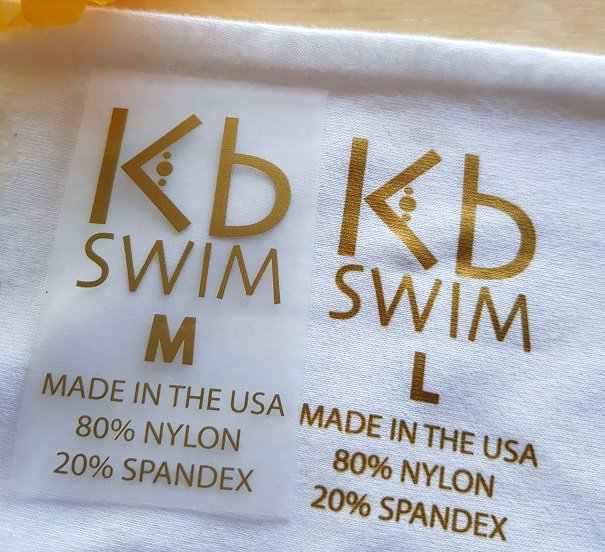 Kb
SWIM
M
MADE IN THE USA
80% NYLON
20% SPANDEX
Kb
SWIM
L
MADE IN THE USA
80% NYLON
20% SPANDEX